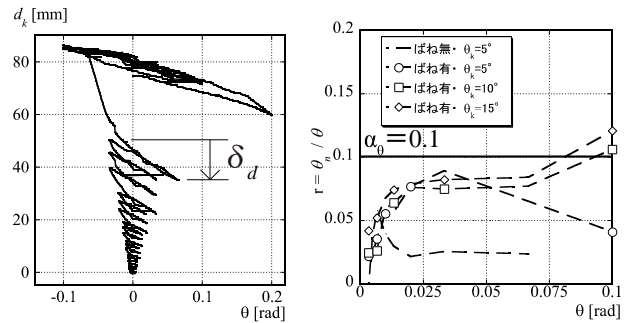 d_k [mm]
80
60
40
20
0
δ_d
-0.1 0 0.1 0.2
θ [rad]
0.2
0.15
0.1
0.05
0
r = θ_n / θ
ばね無・ θ_k=5°
ばね有・ θ_k=5°
ばね有・ θ_k=10°
ばね有・ θ_k=15°
α_θ=0.1
0 0.025 0.05 0.075 0.1
θ [rad]